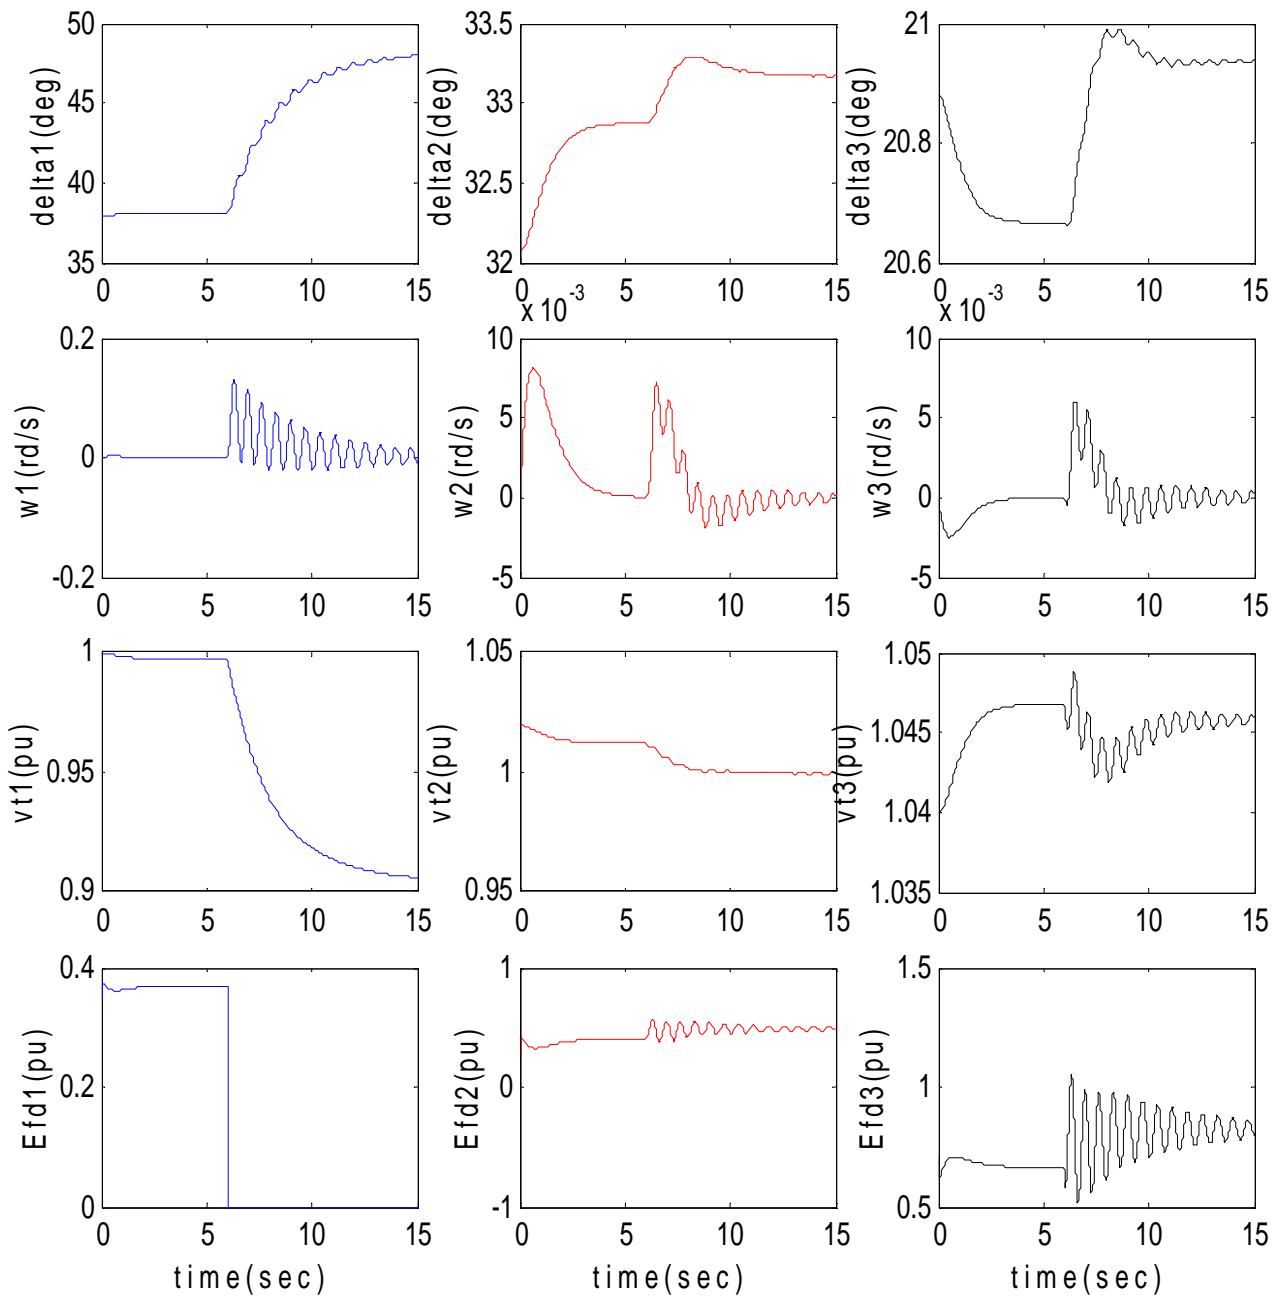 50
45
40
35
delta1(deg)
0 5 10 15
33.5
33
32.5
32
delta2(deg)
0 5 10 15
21
20.8
20.6
delta3(deg)
0 5 10 15
0.2
0
-0.2
w1(rd/s)
0 5 10 15
x 10^-3
10
5
0
-5
w2(rd/s)
0 5 10 15
x 10^-3
10
5
0
-5
w3(rd/s)
0 5 10 15
1
0.95
0.9
vt1(pu)
0 5 10 15
1.05
1
0.95
vt2(pu)
0 5 10 15
1.05
1.045
1.04
1.035
vt3(pu)
0 5 10 15
0.4
0.2
0
Efd1(pu)
0 5 10 15
time(sec)
1
0
-1
Efd2(pu)
0 5 10 15
time(sec)
1.5
1
0.5
Efd3(pu)
0 5 10 15
time(sec)